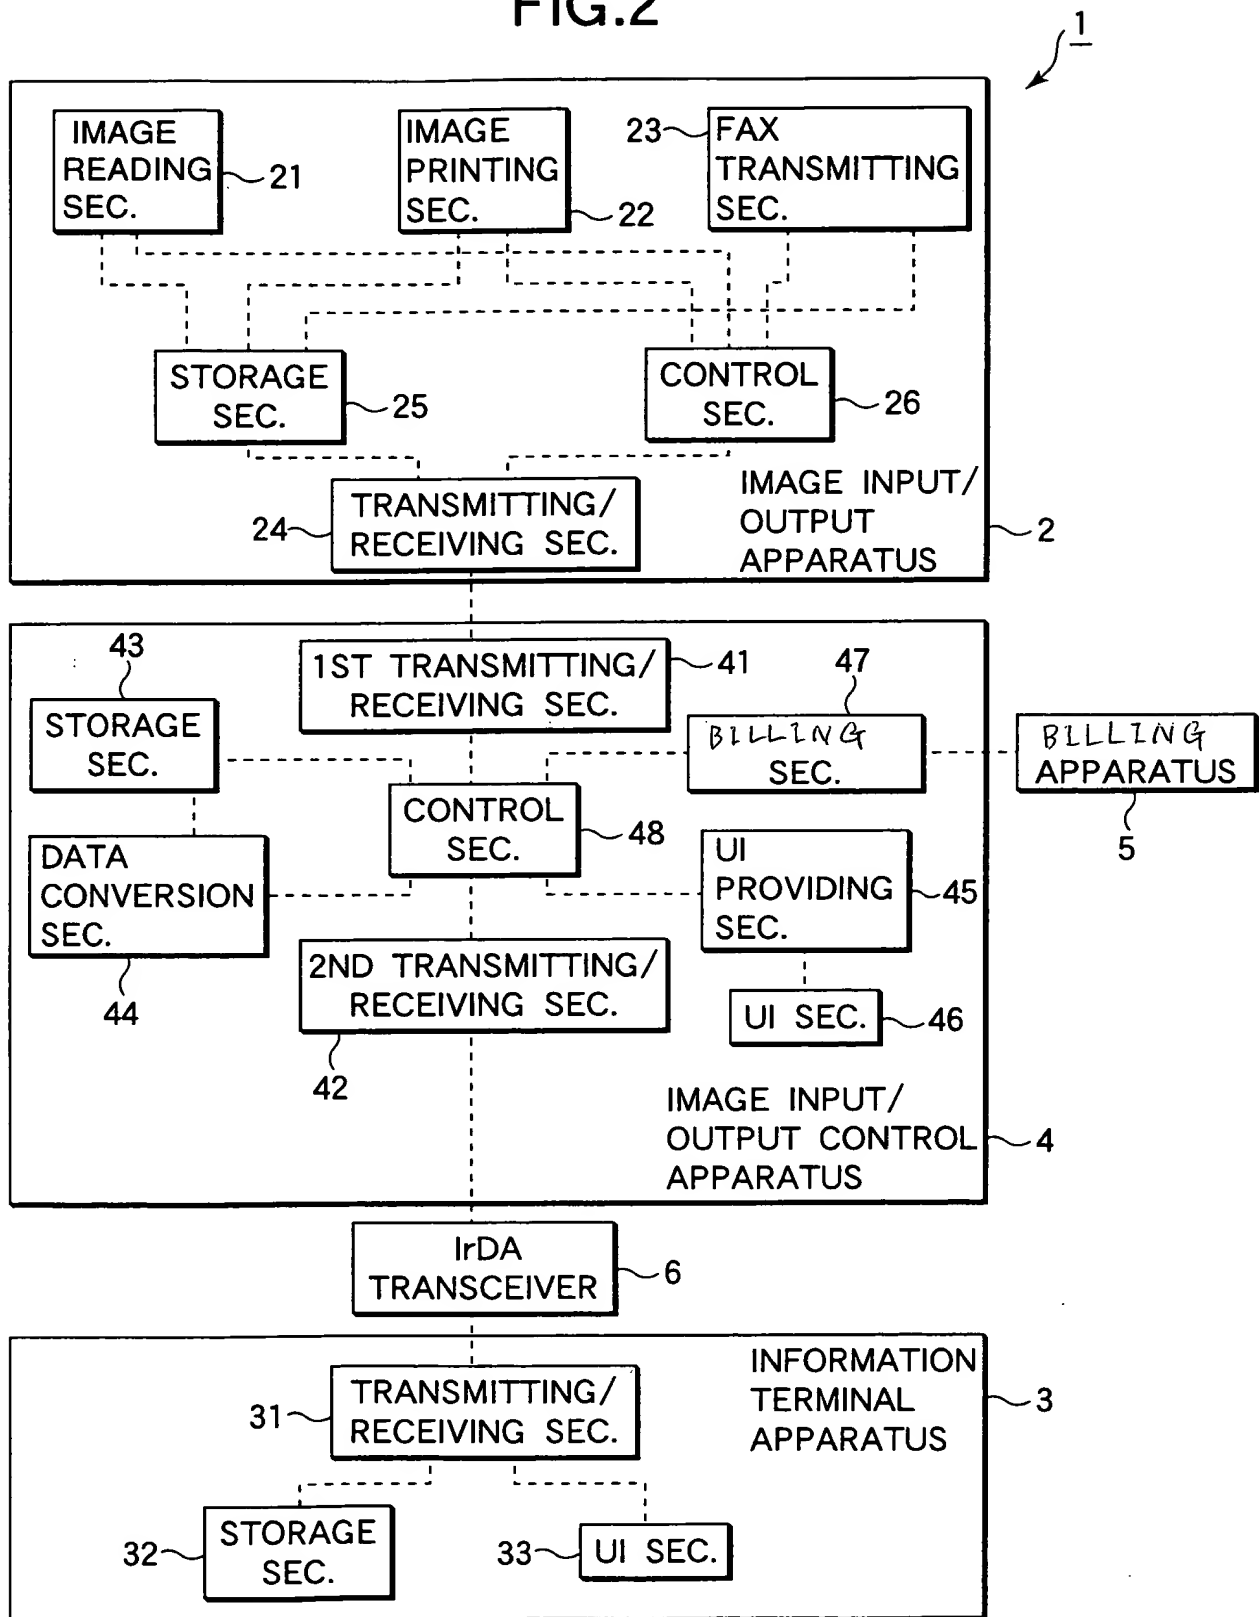 FIG.2
1
IMAGE
READING
SEC.
21
IMAGE
PRINTING
SEC.
22
23
FAX
TRANSMITTING
SEC.
STORAGE
SEC.
25
CONTROL
SEC.
26
24
TRANSMITTING/
RECEIVING SEC.
IMAGE INPUT/
OUTPUT
APPARATUS
2
43
STORAGE
SEC.
1ST TRANSMITTING/
RECEIVING SEC.
41
47
BILLING
SEC.
BILLING
APPARATUS
5
CONTROL
SEC.
48
DATA
CONVERSION
SEC.
44
UI
PROVIDING
SEC.
45
2ND TRANSMITTING/
RECEIVING SEC.
42
UI SEC.
46
IMAGE INPUT/
OUTPUT CONTROL
APPARATUS
4
IrDA
TRANSCEIVER
6
INFORMATION
TERMINAL
APPARATUS
3
31
TRANSMITTING/
RECEIVING SEC.
32
STORAGE
SEC.
33
UI SEC.